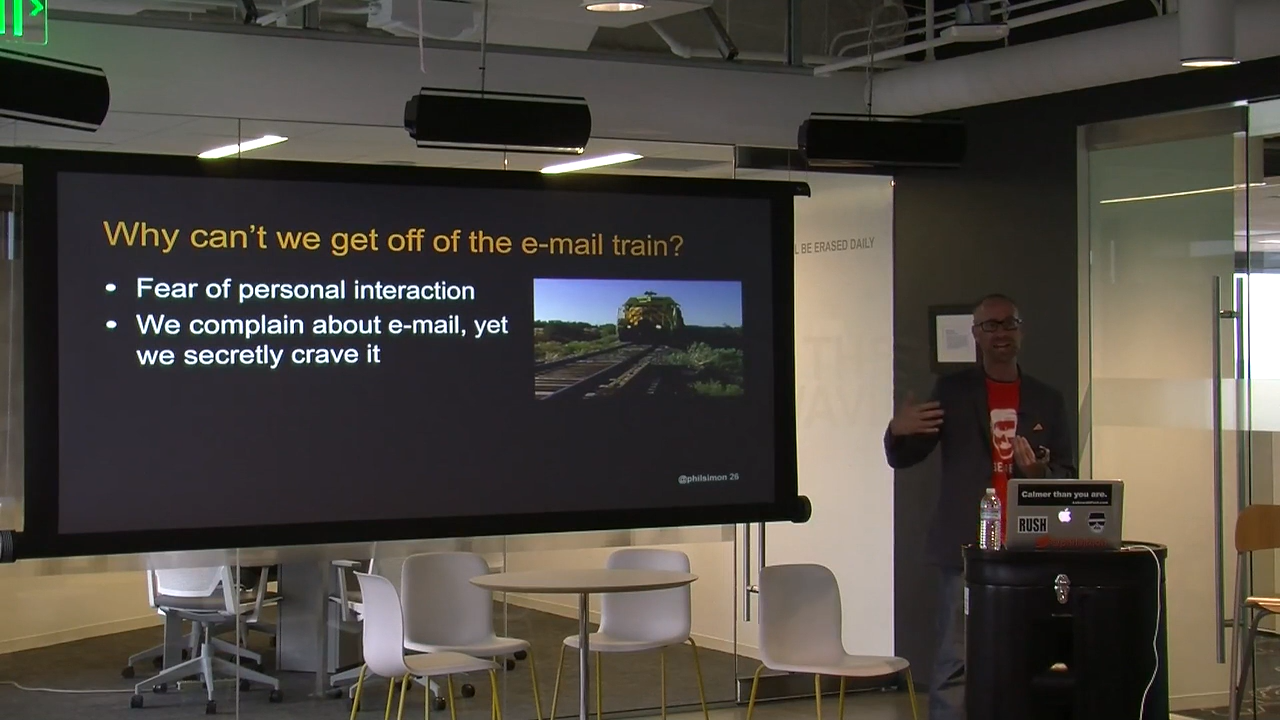 Why can't we get off of the e-mail train?
• Fear of personal interaction
• We complain about e-mail, yet
we secretly crave it
@philsimon 26
BE ERASED DAILY
Calmer than you are.
RUSH